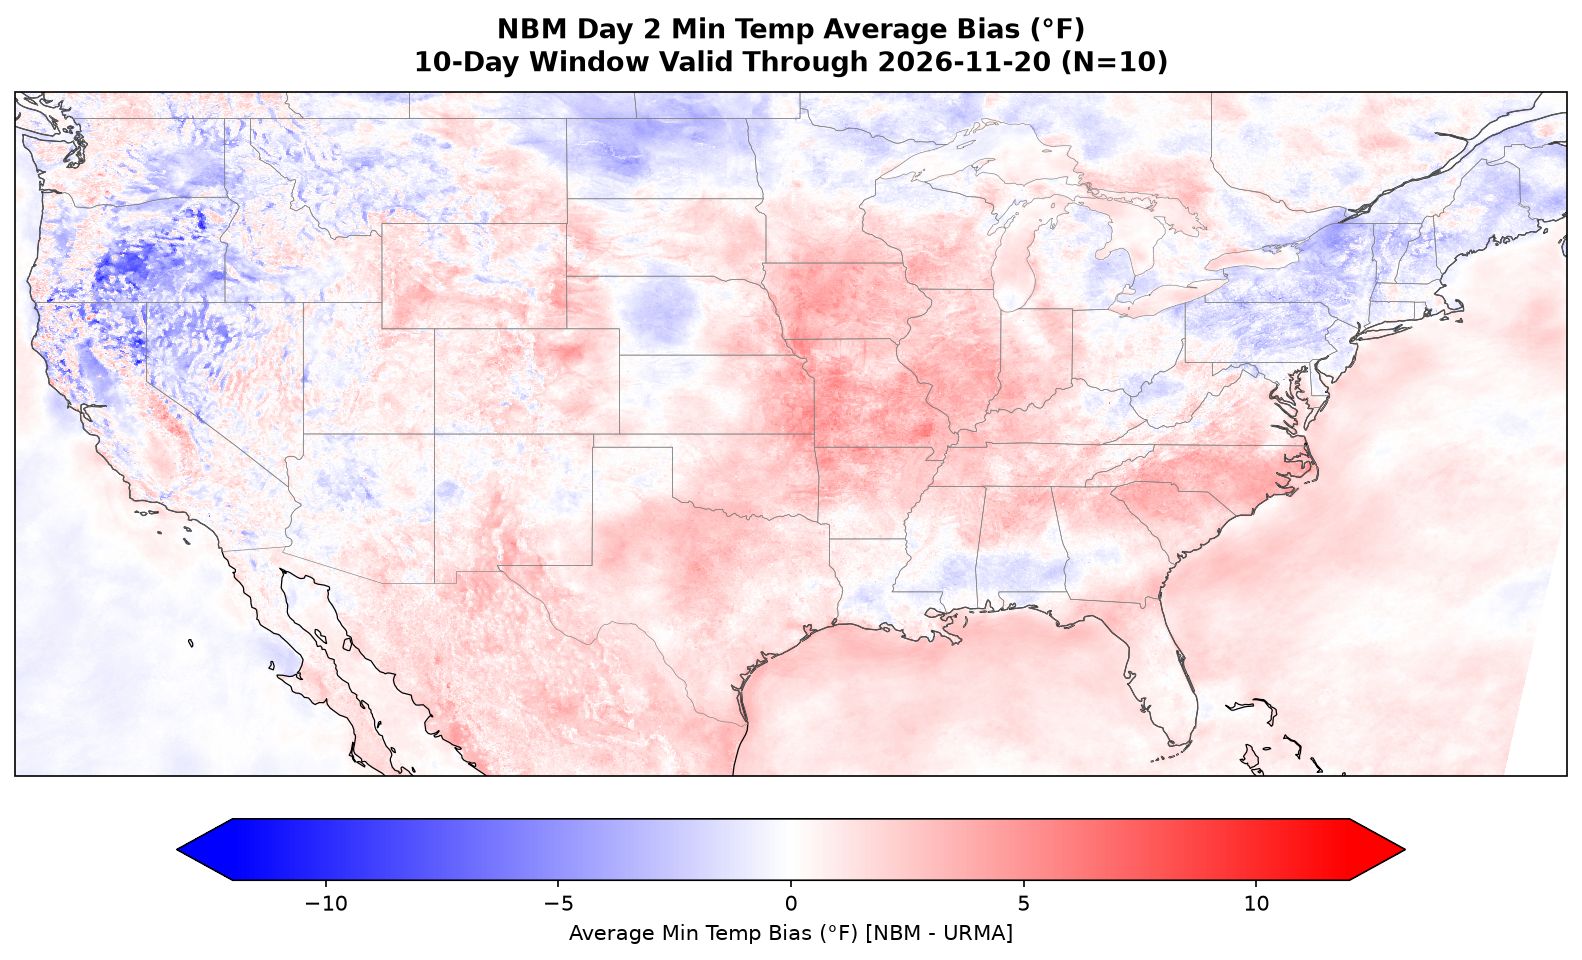 NBM Day 2 Min Temp Average Bias (°F)
10-Day Window Valid Through 2026-11-20 (N=10)
−10 −5 0 5 10
Average Min Temp Bias (°F) [NBM - URMA]